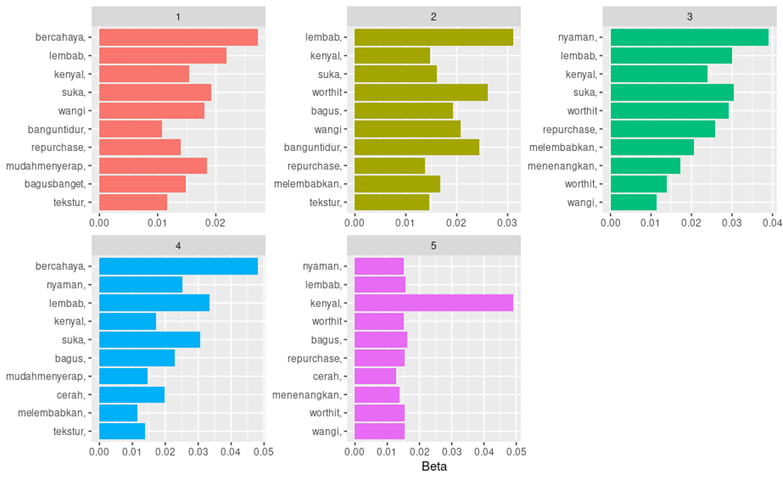 1
bercahaya,
lembab,
kenyal,
suka,
wangi
banguntidur,
repurchase,
mudahmenyerap,
bagusbanget,
tekstur,
0.00 0.01 0.02
2
lembab,
kenyal,
suka,
worthit
bagus,
wangi
banguntidur,
repurchase,
melembabkan,
tekstur,
0.00 0.01 0.02 0.03
3
nyaman,
lembab,
kenyal,
suka,
worthit
repurchase,
melembabkan,
menenangkan,
worthit,
wangi,
0.00 0.01 0.02 0.03 0.04
4
bercahaya,
nyaman,
lembab,
kenyal,
suka,
bagus,
mudahmenyerap,
cerah,
melembabkan,
tekstur,
0.00 0.01 0.02 0.03 0.04 0.05
5
nyaman,
lembab,
kenyal,
worthit
bagus,
repurchase,
cerah,
menenangkan,
worthit,
wangi,
0.00 0.01 0.02 0.03 0.04 0.05
Beta